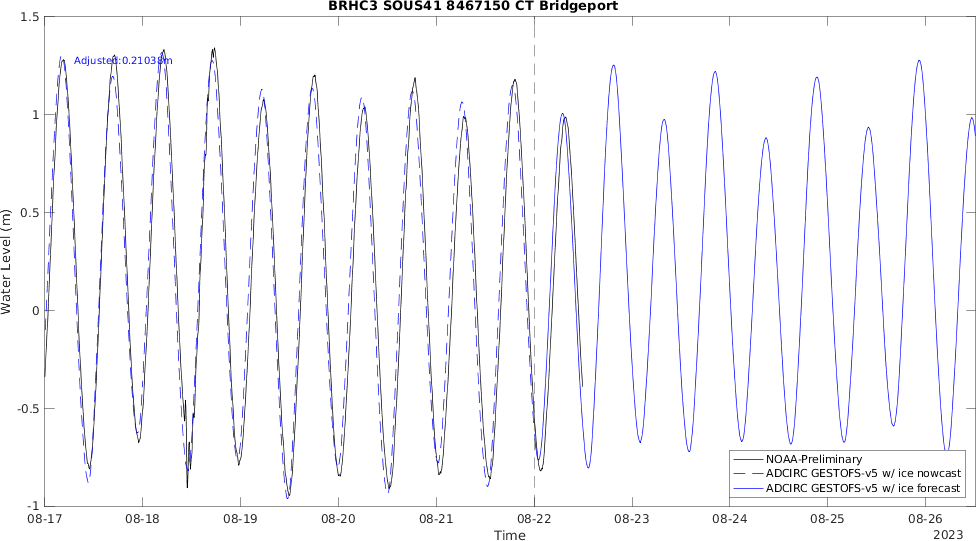 BRHC3 SOUS41 8467150 CT Bridgeport
Adjusted:0.21038m
Water Level (m)
1.5
1
0.5
0
-0.5
-1
08-17 08-18 08-19 08-20 08-21 08-22 08-23 08-24 08-25 08-26
Time
2023
NOAA-Preliminary
ADCIRC GESTOFS-v5 w/ ice nowcast
ADCIRC GESTOFS-v5 w/ ice forecast